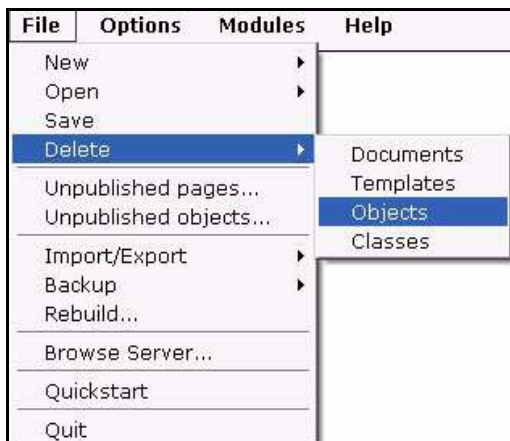 File Options Modules Help
New
Open
Save
Delete
Documents
Templates
Objects
Classes
Unpublished pages...
Unpublished objects...
Import/Export
Backup
Rebuild...
Browse Server...
Quickstart
Quit